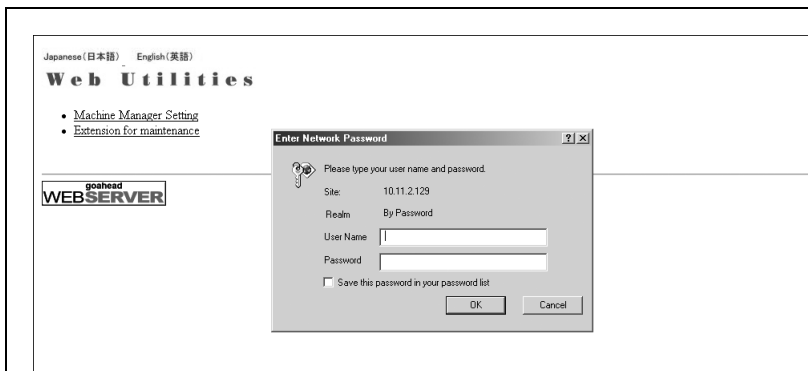 Japanese(日本語) English(英語)
Web Utilities
Machine Manager Setting
Extension for maintenance
goahead
WEBSERVER
Enter Network Password
Please type your user name and password.
Site: 10.11.2.129
Realm By Password
User Name
Password
Save this password in your password list
OK Cancel